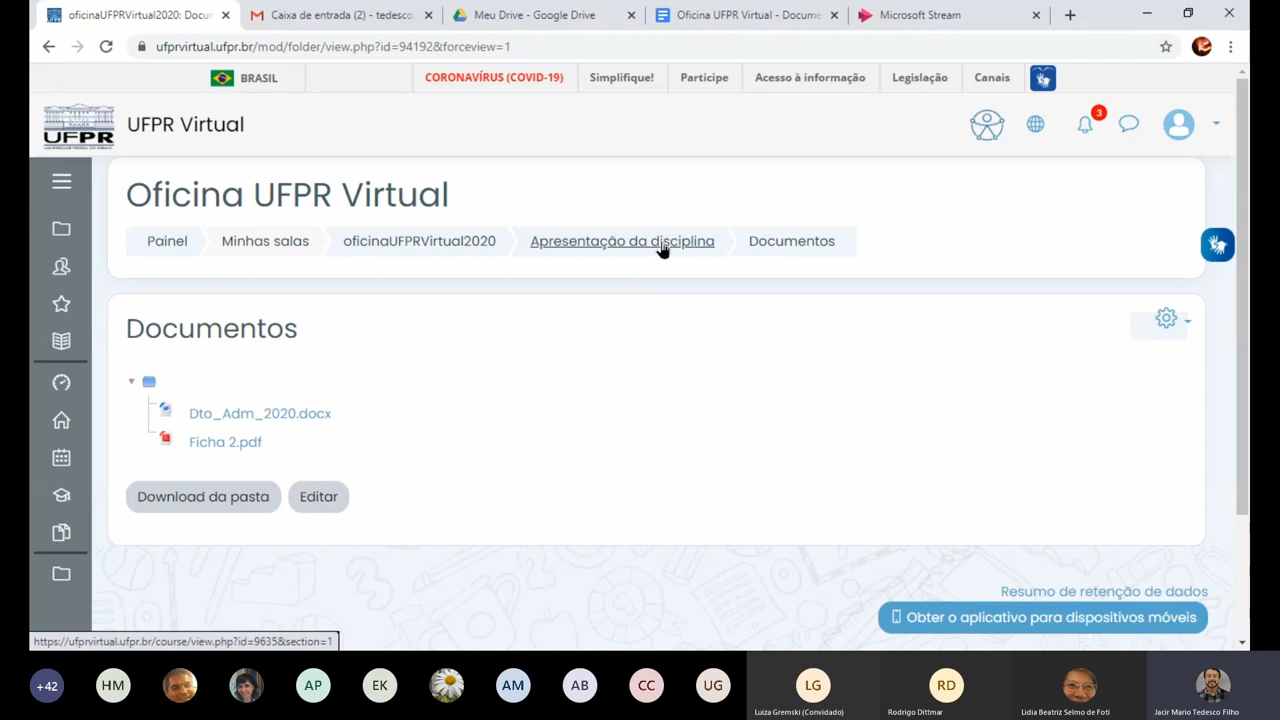 oficinaUFPRVirtual2020: Docun
Caixa de entrada (2) - tedesco
Meu Drive - Google Drive
Oficina UFPR Virtual - Docume
Microsoft Stream
ufprvirtual.ufpr.br/mod/folder/view.php?id=94192&forceview=1
BRASIL
CORONAVÍRUS (COVID-19)
Simplifique!
Participe
Acesso à informação
Legislação
Canais
UFPR
UFPR Virtual
3
Oficina UFPR Virtual
Painel
Minhas salas
oficinaUFPRVirtual2020
Apresentação da disciplina
Documentos
Documentos
Dto_Adm_2020.docx
Ficha 2.pdf
Download da pasta
Editar
Resumo de retenção de dados
Obter o aplicativo para dispositivos móveis
https://ufprvirtual.ufpr.br/course/view.php?id=9635&section=1
+42
HM
AP
EK
AM
AB
CC
UG
LG
RD
Luiza Gremski (Convidado)
Rodrigo Dittmar
Lidia Beatriz Selmo de Foti
Jacir Mario Tedesco Filho